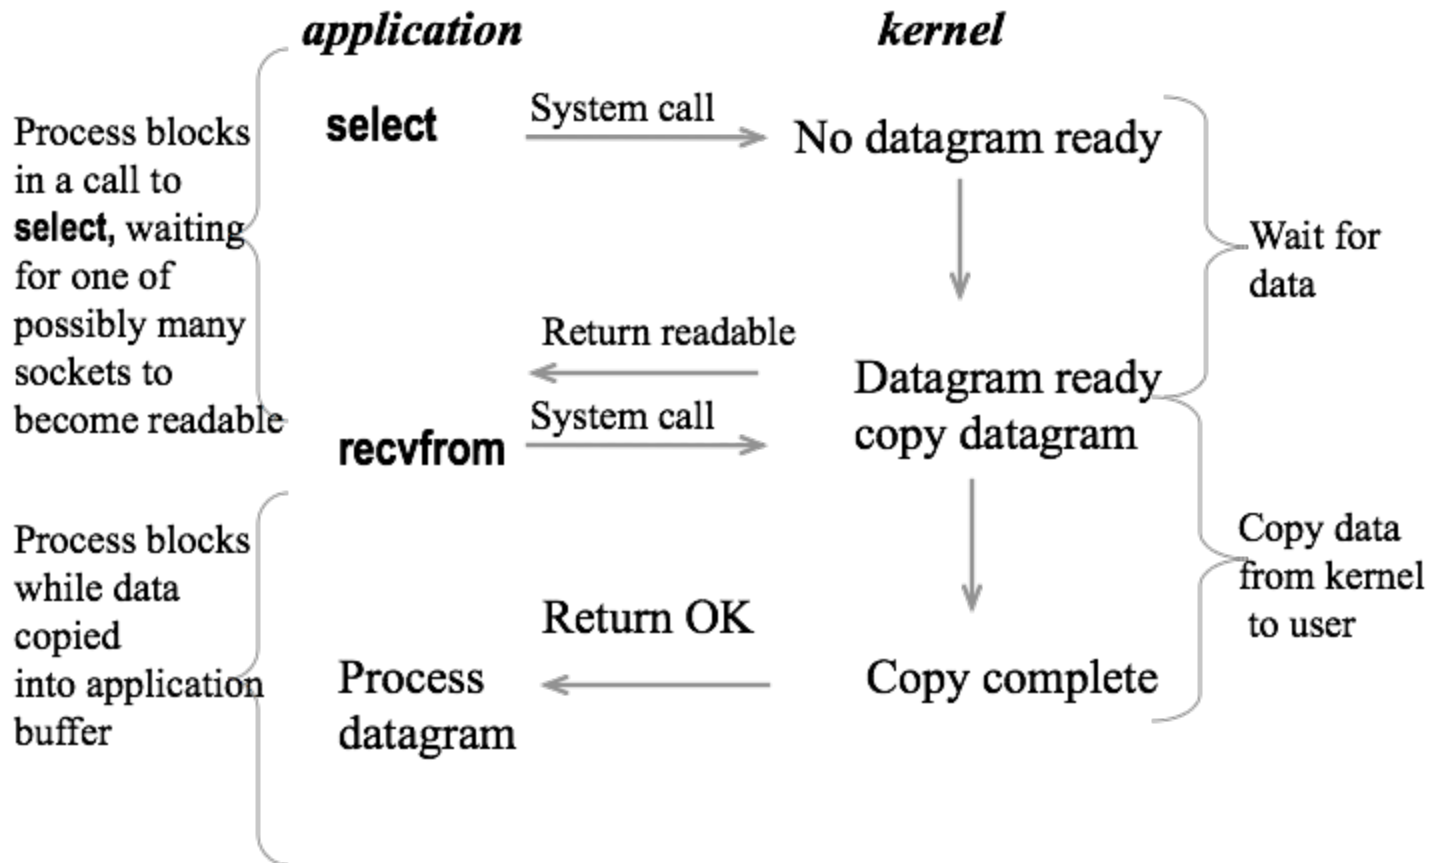 application
kernel
Process blocks
in a call to
select, waiting
for one of
possibly many
sockets to
become readable
select
System call
No datagram ready
Wait for
data
Return readable
Datagram ready
copy datagram
System call
recvfrom
Process blocks
while data
copied
into application
buffer
Copy data
from kernel
to user
Return OK
Process
datagram
Copy complete